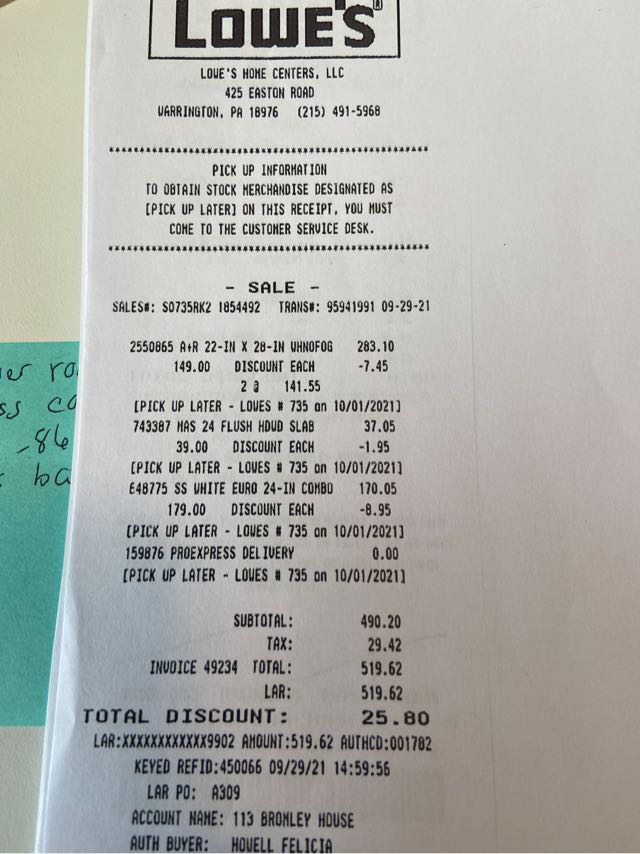 LOWE'S®
LOWE'S HOME CENTERS, LLC
425 EASTON ROAD
WARRINGTON, PA 18976 (215) 491-5968
********************************************
PICK UP INFORMATION
TO OBTAIN STOCK MERCHANDISE DESIGNATED AS
[PICK UP LATER] ON THIS RECEIPT, YOU MUST
COME TO THE CUSTOMER SERVICE DESK.
********************************************
- SALE -
SALES#: S0735RK2 1854492 TRANS#: 95941991 09-29-21
2550865 A+R 22-IN X 28-IN WHNOFOG 283.10
149.00 DISCOUNT EACH -7.45
2 @ 141.55
[PICK UP LATER - LOWES # 735 on 10/01/2021]
743387 MAS 24 FLUSH HDWD SLAB 37.05
39.00 DISCOUNT EACH -1.95
[PICK UP LATER - LOWES # 735 on 10/01/2021]
E48775 SS WHITE EURO 24-IN COMBO 170.05
179.00 DISCOUNT EACH -8.95
[PICK UP LATER - LOWES # 735 on 10/01/2021]
159876 PROEXPRESS DELIVERY 0.00
[PICK UP LATER - LOWES # 735 on 10/01/2021]
SUBTOTAL: 490.20
TAX: 29.42
INVOICE 49234 TOTAL: 519.62
LAR: 519.62
TOTAL DISCOUNT: 25.80
LAR:XXXXXXXXXXXX9902 AMOUNT:519.62 AUTHCD:001782
KEYED REFID:450066 09/29/21 14:59:56
LAR PO: A309
ACCOUNT NAME: 113 BROMLEY HOUSE
AUTH BUYER: HOWELL FELICIA